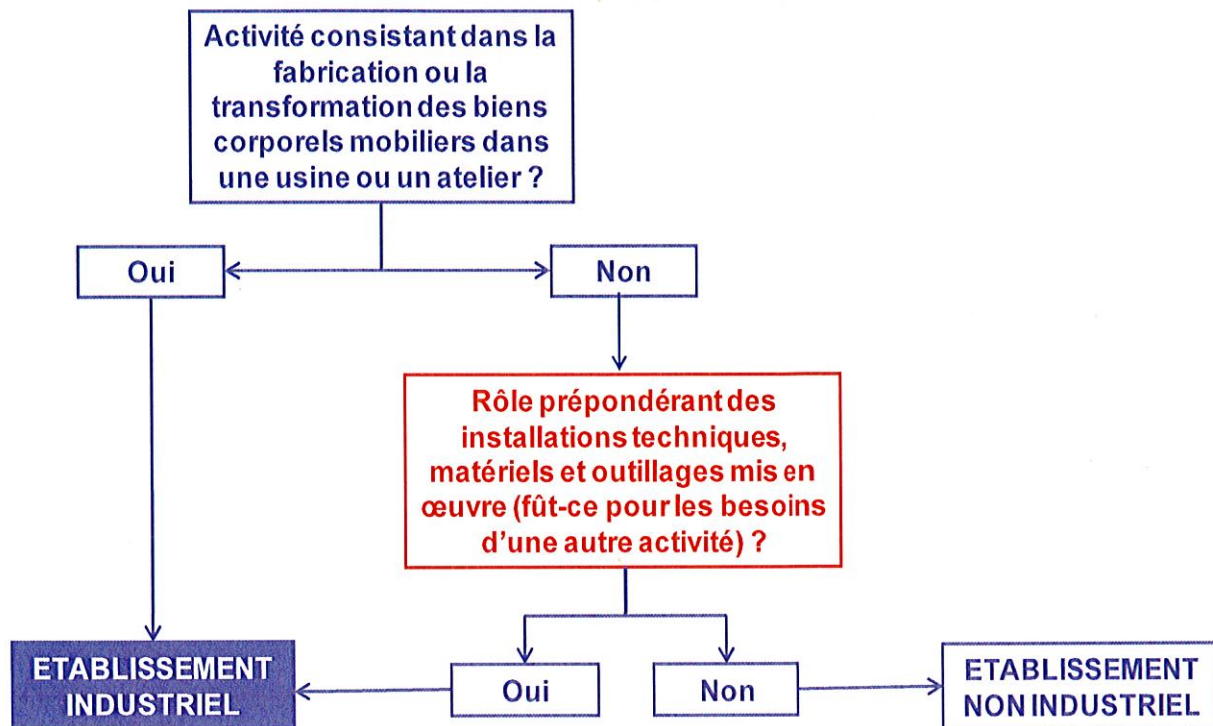 Activité consistant dans la
fabrication ou la
transformation des biens
corporels mobiliers dans
une usine ou un atelier ?
Oui
Non
Rôle prépondérant des
installations techniques,
matériels et outillages mis en
œuvre (fût-ce pour les besoins
d'une autre activité) ?
ETABLISSEMENT
INDUSTRIEL
Oui
Non
ETABLISSEMENT
NON INDUSTRIEL